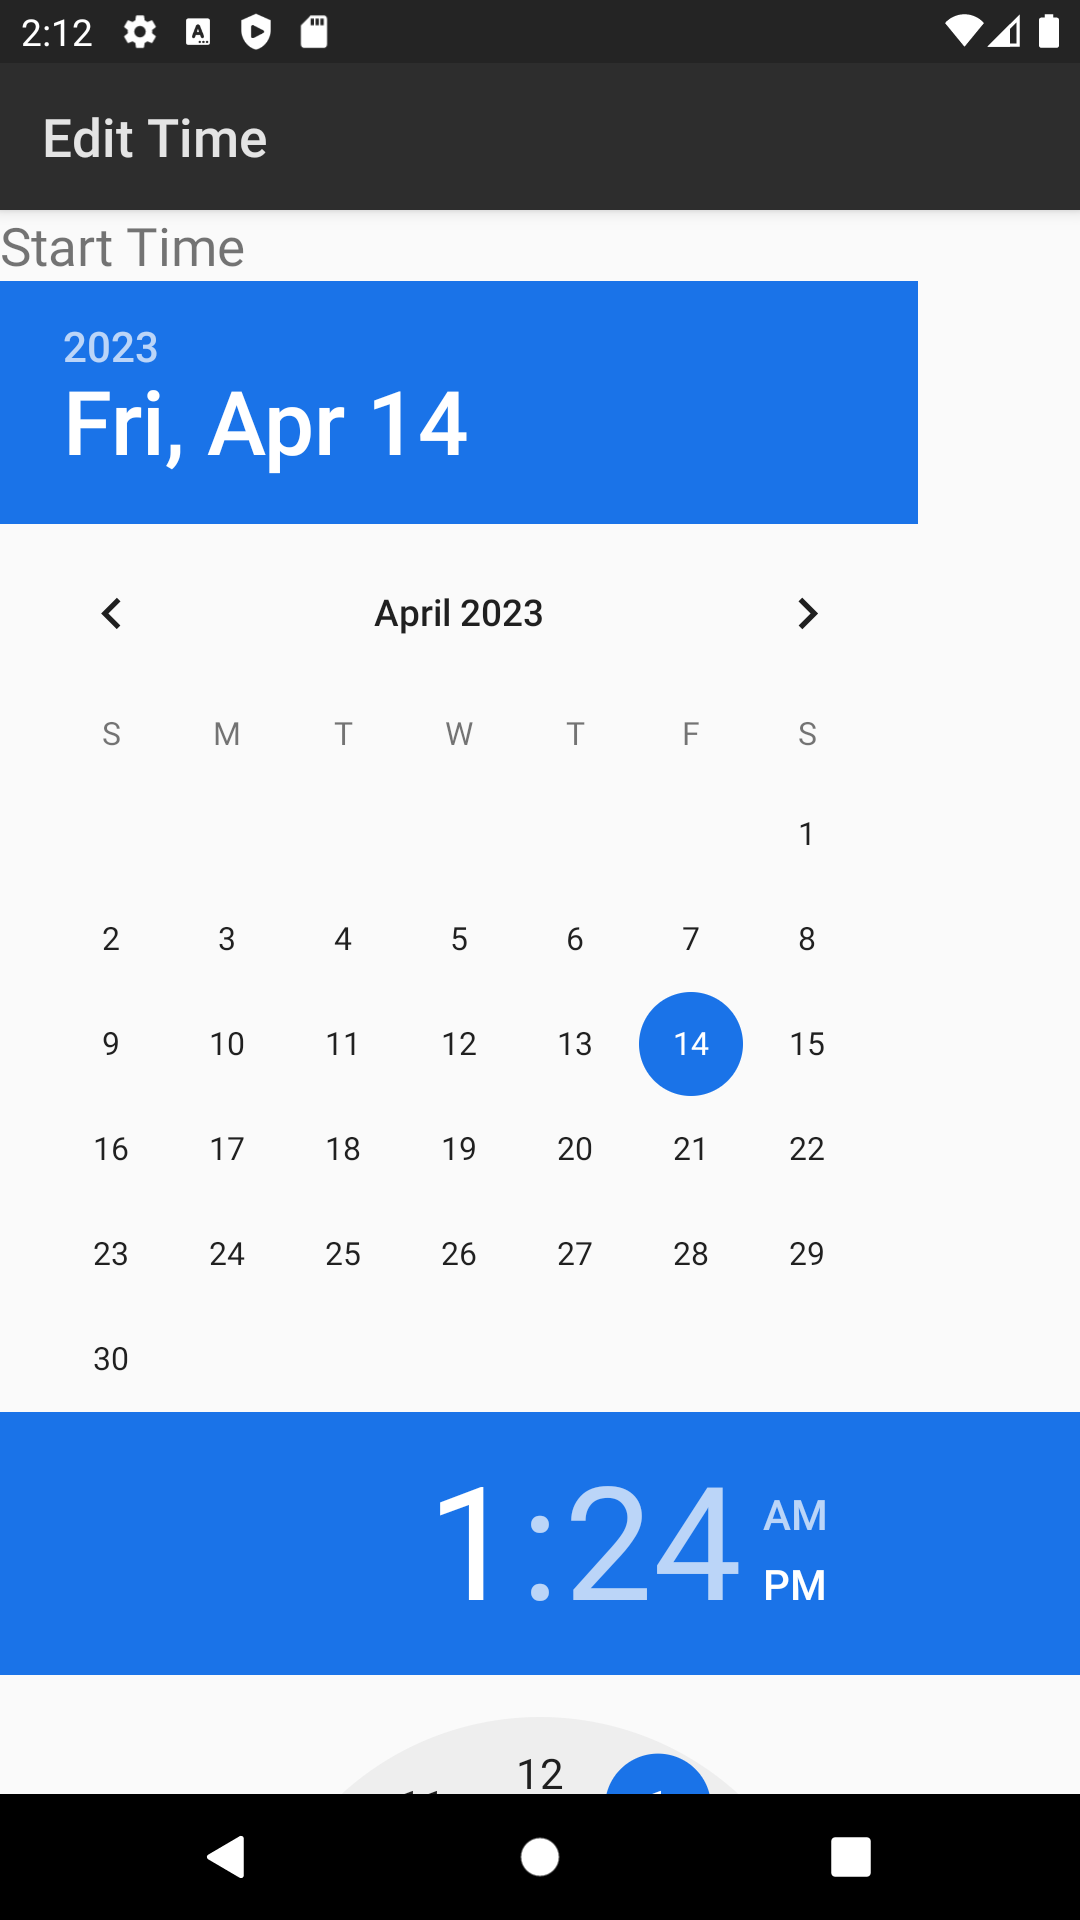 2:12
Edit Time
Start Time
2023
Fri, Apr 14
April 2023
S M T W T F S
1
2 3 4 5 6 7 8
9 10 11 12 13 14 15
16 17 18 19 20 21 22
23 24 25 26 27 28 29
30
1:24 AM PM
12